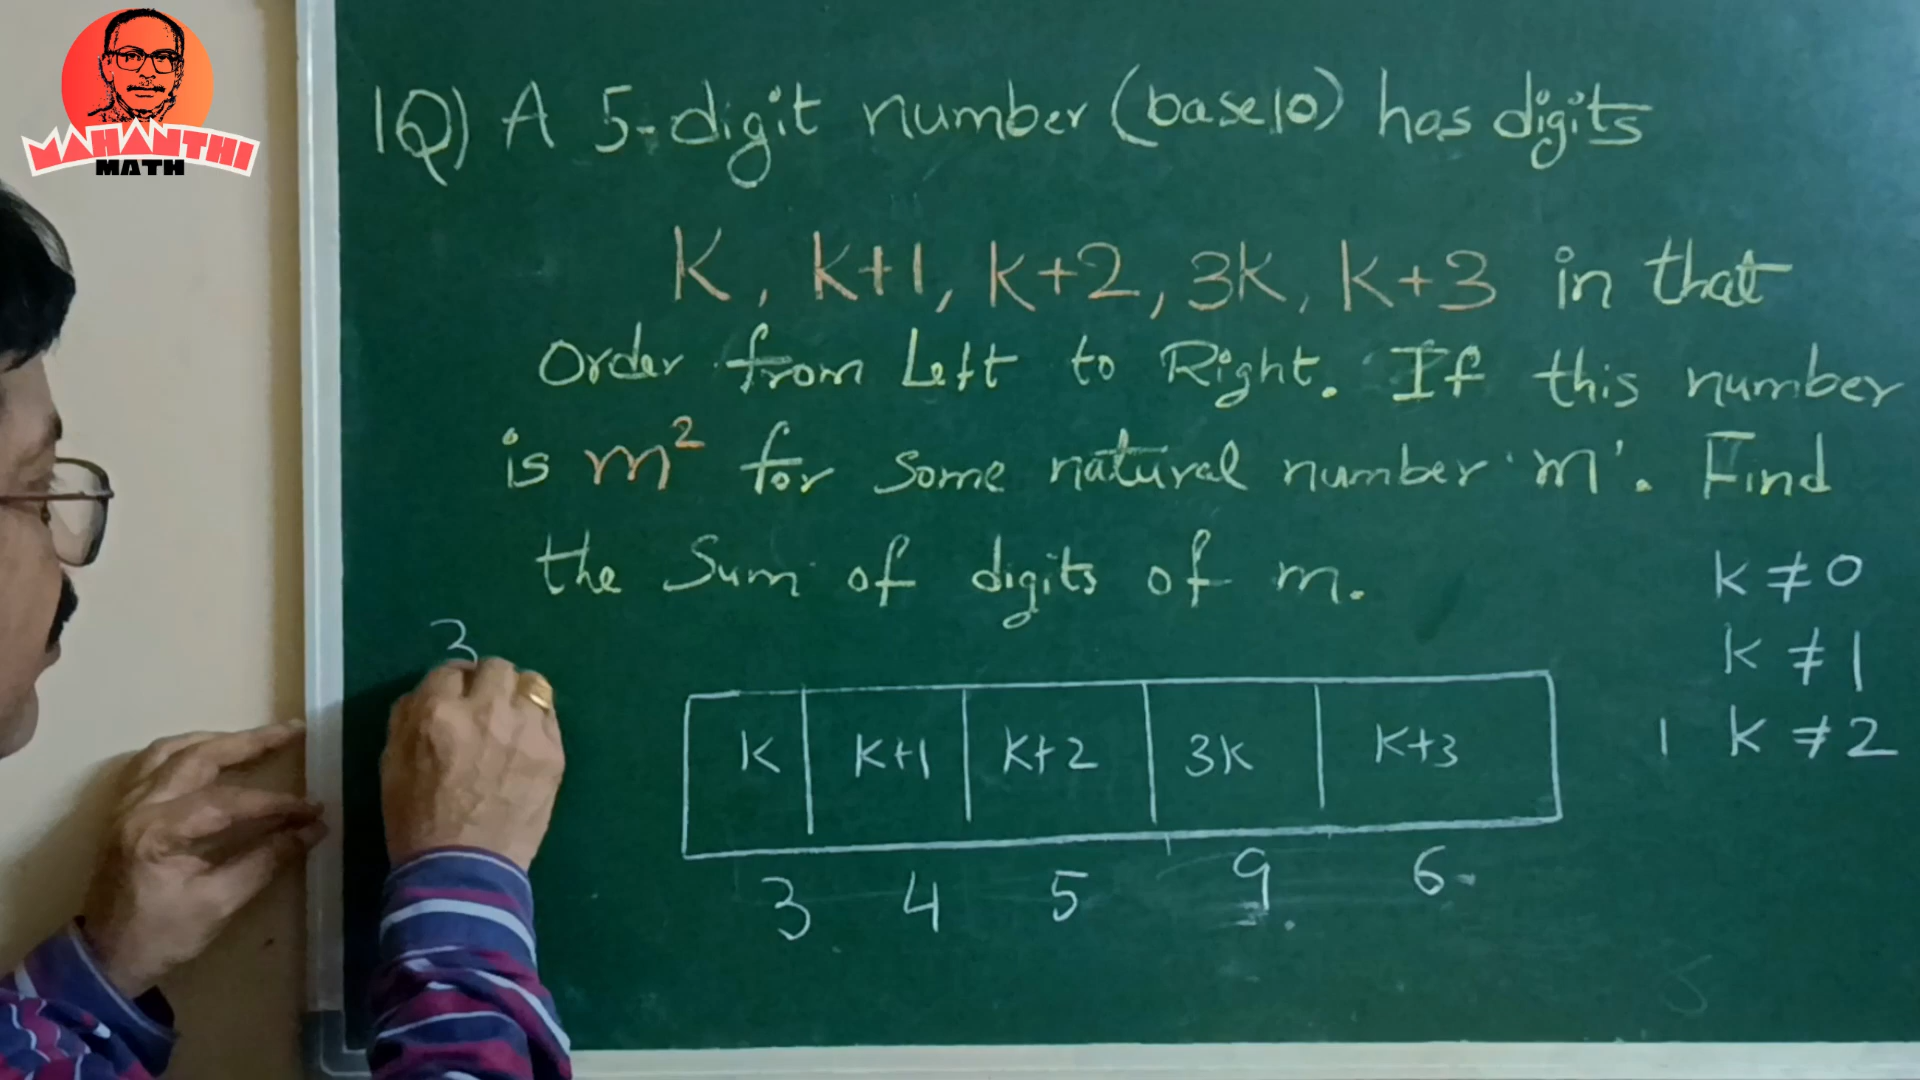 MAHANTHI
MATH
1Q) A 5-digit number (base10) has digits
K, K+1, K+2, 3K, K+3 in that
Order from Left to Right. If this number
is m² for some natural number 'm'. Find
the Sum of digits of m.
k ≠ 0
k ≠ 1
1 k ≠ 2
3
K K+1 K+2 3K K+3
3 4 5 9 6